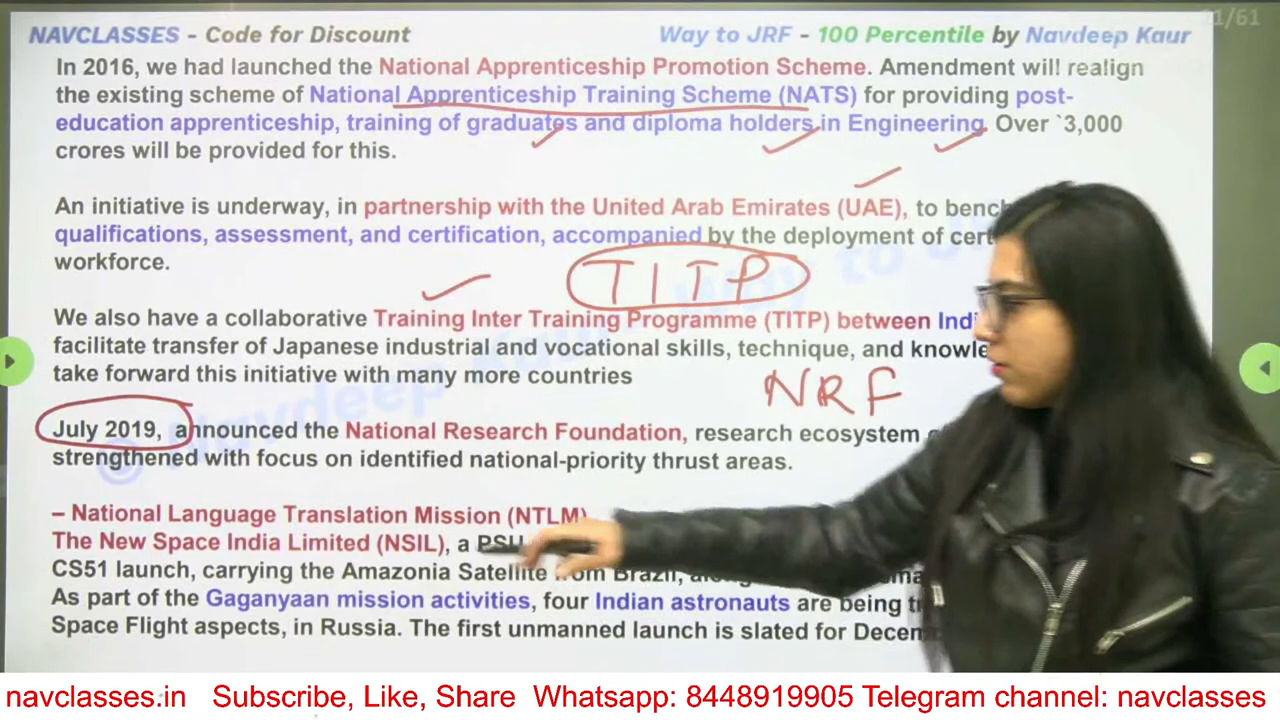 21/61
NAVCLASSES - Code for Discount Way to JRF - 100 Percentile by Navdeep Kaur
In 2016, we had launched the National Apprenticeship Promotion Scheme. Amendment will realign
the existing scheme of National Apprenticeship Training Scheme (NATS) for providing post-
education apprenticeship, training of graduates and diploma holders in Engineering. Over `3,000
crores will be provided for this.
An initiative is underway, in partnership with the United Arab Emirates (UAE), to
qualifications, assessment, and certification, accompanied by the deployment of
workforce.
TITP
We also have a collaborative Training Inter Training Programme (TITP) between
facilitate transfer of Japanese industrial and vocational skills, technique, and
take forward this initiative with many more countries
NRF
July 2019, announced the National Research Foundation, research ecosystem
strengthened with focus on identified national-priority thrust areas.
– National Language Translation Mission (NTLM)
The New Space India Limited (NSIL), a PSU
CS51 launch, carrying the Amazonia Satellite from Brazil,
As part of the Gaganyaan mission activities, four Indian astronauts are being
Space Flight aspects, in Russia. The first unmanned launch is slated for
navclasses.in Subscribe, Like, Share Whatsapp: 8448919905 Telegram channel: navclasses